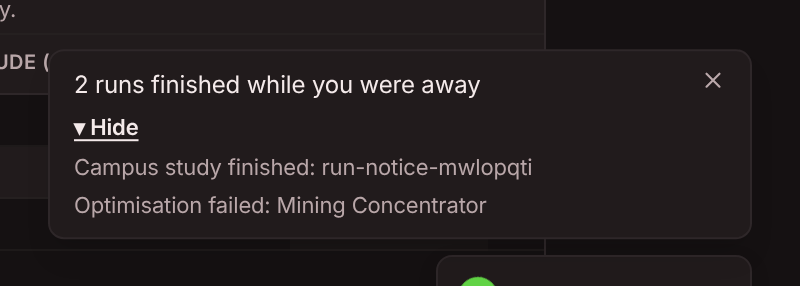 y.
UDE (
2 runs finished while you were away
▾ Hide
Campus study finished: run-notice-mwlopqti
Optimisation failed: Mining Concentrator